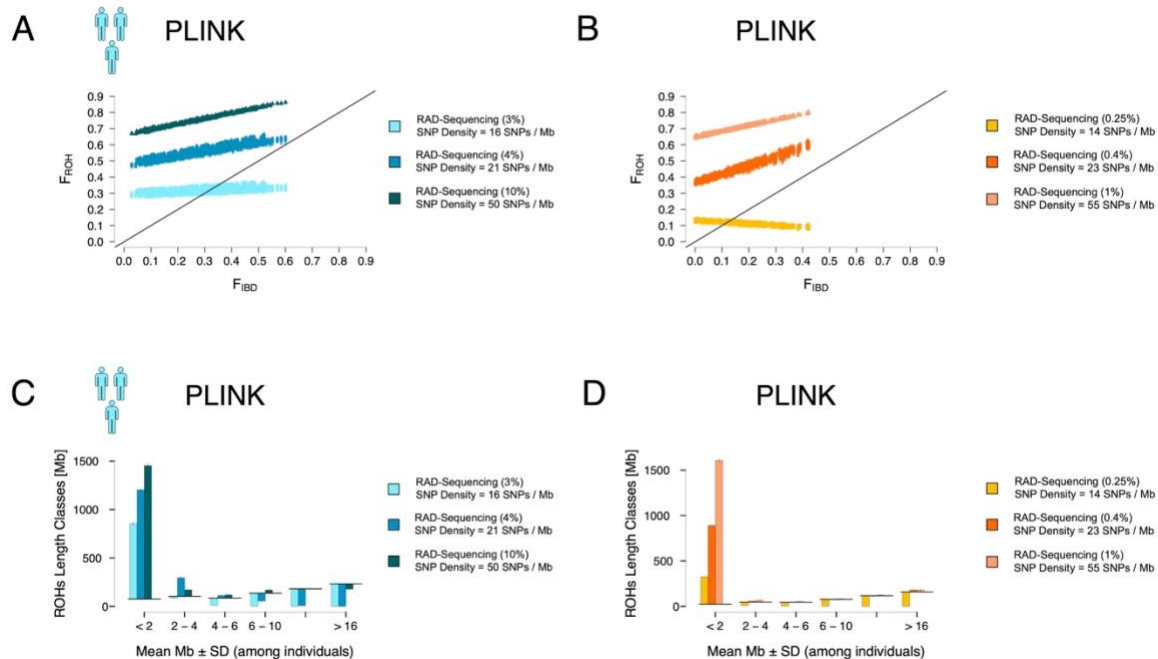 A PLINK
0.9
0.8
0.7
0.6
0.5
0.4
0.3
0.2
0.1
0.0
FROH
0.0 0.1 0.2 0.3 0.4 0.5 0.6 0.7 0.8 0.9
FIBD
RAD-Sequencing (3%)
SNP Density = 16 SNPs / Mb
RAD-Sequencing (4%)
SNP Density = 21 SNPs / Mb
RAD-Sequencing (10%)
SNP Density = 50 SNPs / Mb
B PLINK
0.9
0.8
0.7
0.6
0.5
0.4
0.3
0.2
0.1
0.0
FROH
0.0 0.1 0.2 0.3 0.4 0.5 0.6 0.7 0.8 0.9
FIBD
RAD-Sequencing (0.25%)
SNP Density = 14 SNPs / Mb
RAD-Sequencing (0.4%)
SNP Density = 23 SNPs / Mb
RAD-Sequencing (1%)
SNP Density = 55 SNPs / Mb
C PLINK
ROHs Length Classes [Mb]
1500
1000
500
0
< 2 2 – 4 4 – 6 6 – 10 > 16
Mean Mb ± SD (among individuals)
RAD-Sequencing (3%)
SNP Density = 16 SNPs / Mb
RAD-Sequencing (4%)
SNP Density = 21 SNPs / Mb
RAD-Sequencing (10%)
SNP Density = 50 SNPs / Mb
D PLINK
ROHs Length Classes [Mb]
1500
1000
500
0
< 2 2 – 4 4 – 6 6 – 10 > 16
Mean Mb ± SD (among individuals)
RAD-Sequencing (0.25%)
SNP Density = 14 SNPs / Mb
RAD-Sequencing (0.4%)
SNP Density = 23 SNPs / Mb
RAD-Sequencing (1%)
SNP Density = 55 SNPs / Mb